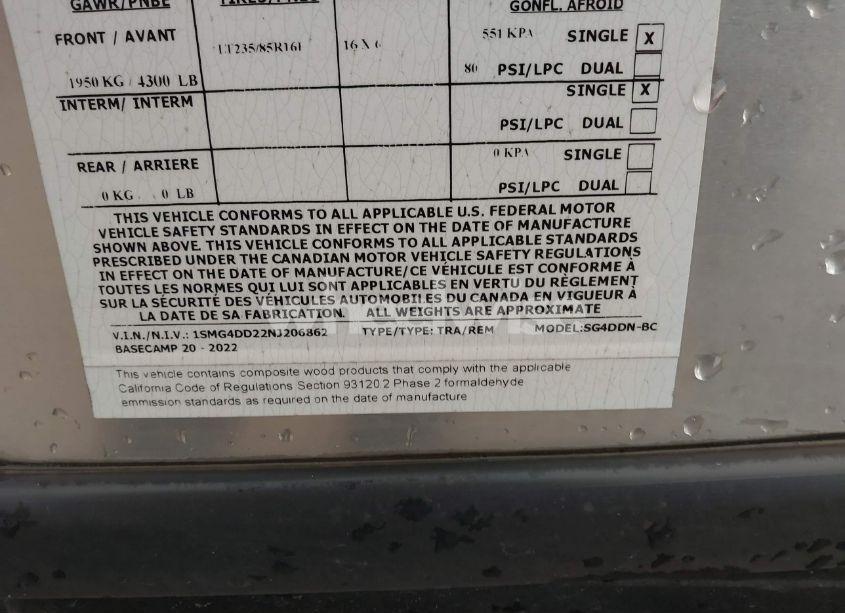 GAWR/PNBE TIRES/PNEU
GONFL. AFROID
FRONT / AVANT LT235/85R16E 16 X 6 551 KPA SINGLE X
1950 KG / 4300 LB 80 PSI/LPC DUAL
INTERM/ INTERM SINGLE X
PSI/LPC DUAL
REAR / ARRIERE 0 KPA SINGLE
0 KG 0 LB PSI/LPC DUAL
THIS VEHICLE CONFORMS TO ALL APPLICABLE U.S. FEDERAL MOTOR
VEHICLE SAFETY STANDARDS IN EFFECT ON THE DATE OF MANUFACTURE
SHOWN ABOVE. THIS VEHICLE CONFORMS TO ALL APPLICABLE STANDARDS
PRESCRIBED UNDER THE CANADIAN MOTOR VEHICLE SAFETY REGULATIONS
IN EFFECT ON THE DATE OF MANUFACTURE/CE VÉHICULE EST CONFORME À
TOUTES LES NORMES QUI LUI SONT APPLICABLES EN VERTU DU RÈGLEMENT
SUR LA SÉCURITÉ DES VÉHICULES AUTOMOBILES DU CANADA EN VIGUEUR À
LA DATE DE SA FABRICATION. ALL WEIGHTS ARE APPROXIMATE
V.I.N./N.I.V.: 1SMG4DD22NJ206862 TYPE/TYPE: TRA/REM MODEL:SG4DDN-BC
BASECAMP 20 - 2022
This vehicle contains composite wood products that comply with the applicable
California Code of Regulations Section 93120.2 Phase 2 formaldehyde
emmission standards as required on the date of manufacture